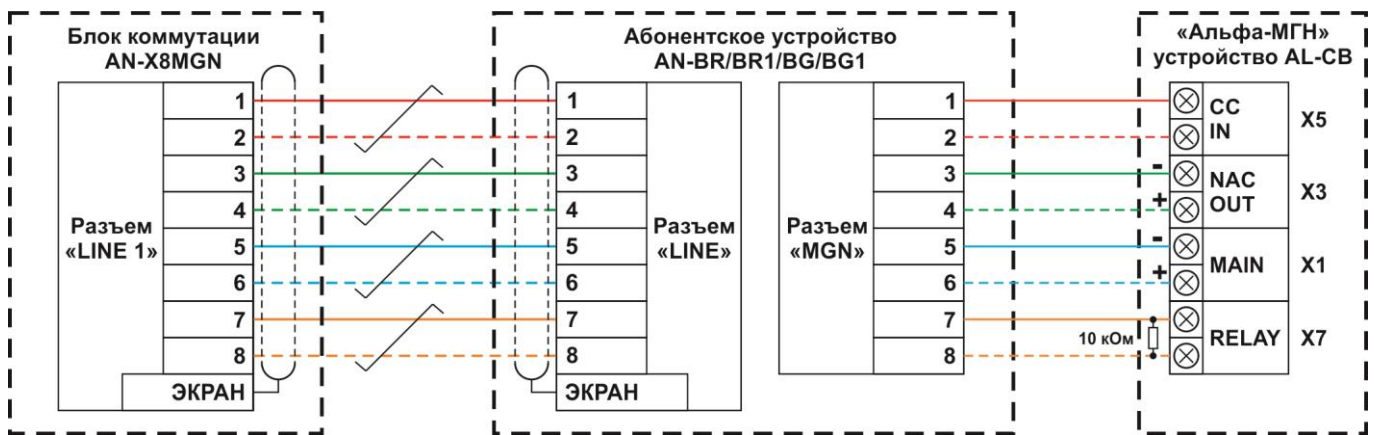 Блок коммутации
AN-X8MGN
Разъем
«LINE 1»
1
2
3
4
5
6
7
8
ЭКРАН
Абонентское устройство
AN-BR/BR1/BG/BG1
1
2
3
4
5
6
7
8
ЭКРАН
Разъем
«LINE»
Разъем
«MGN»
1
2
3
4
5
6
7
8
«Альфа-МГН»
устройство AL-CB
CC
IN
X5
-
+
NAC
OUT
X3
-
+
MAIN
X1
10 кОм
RELAY
X7